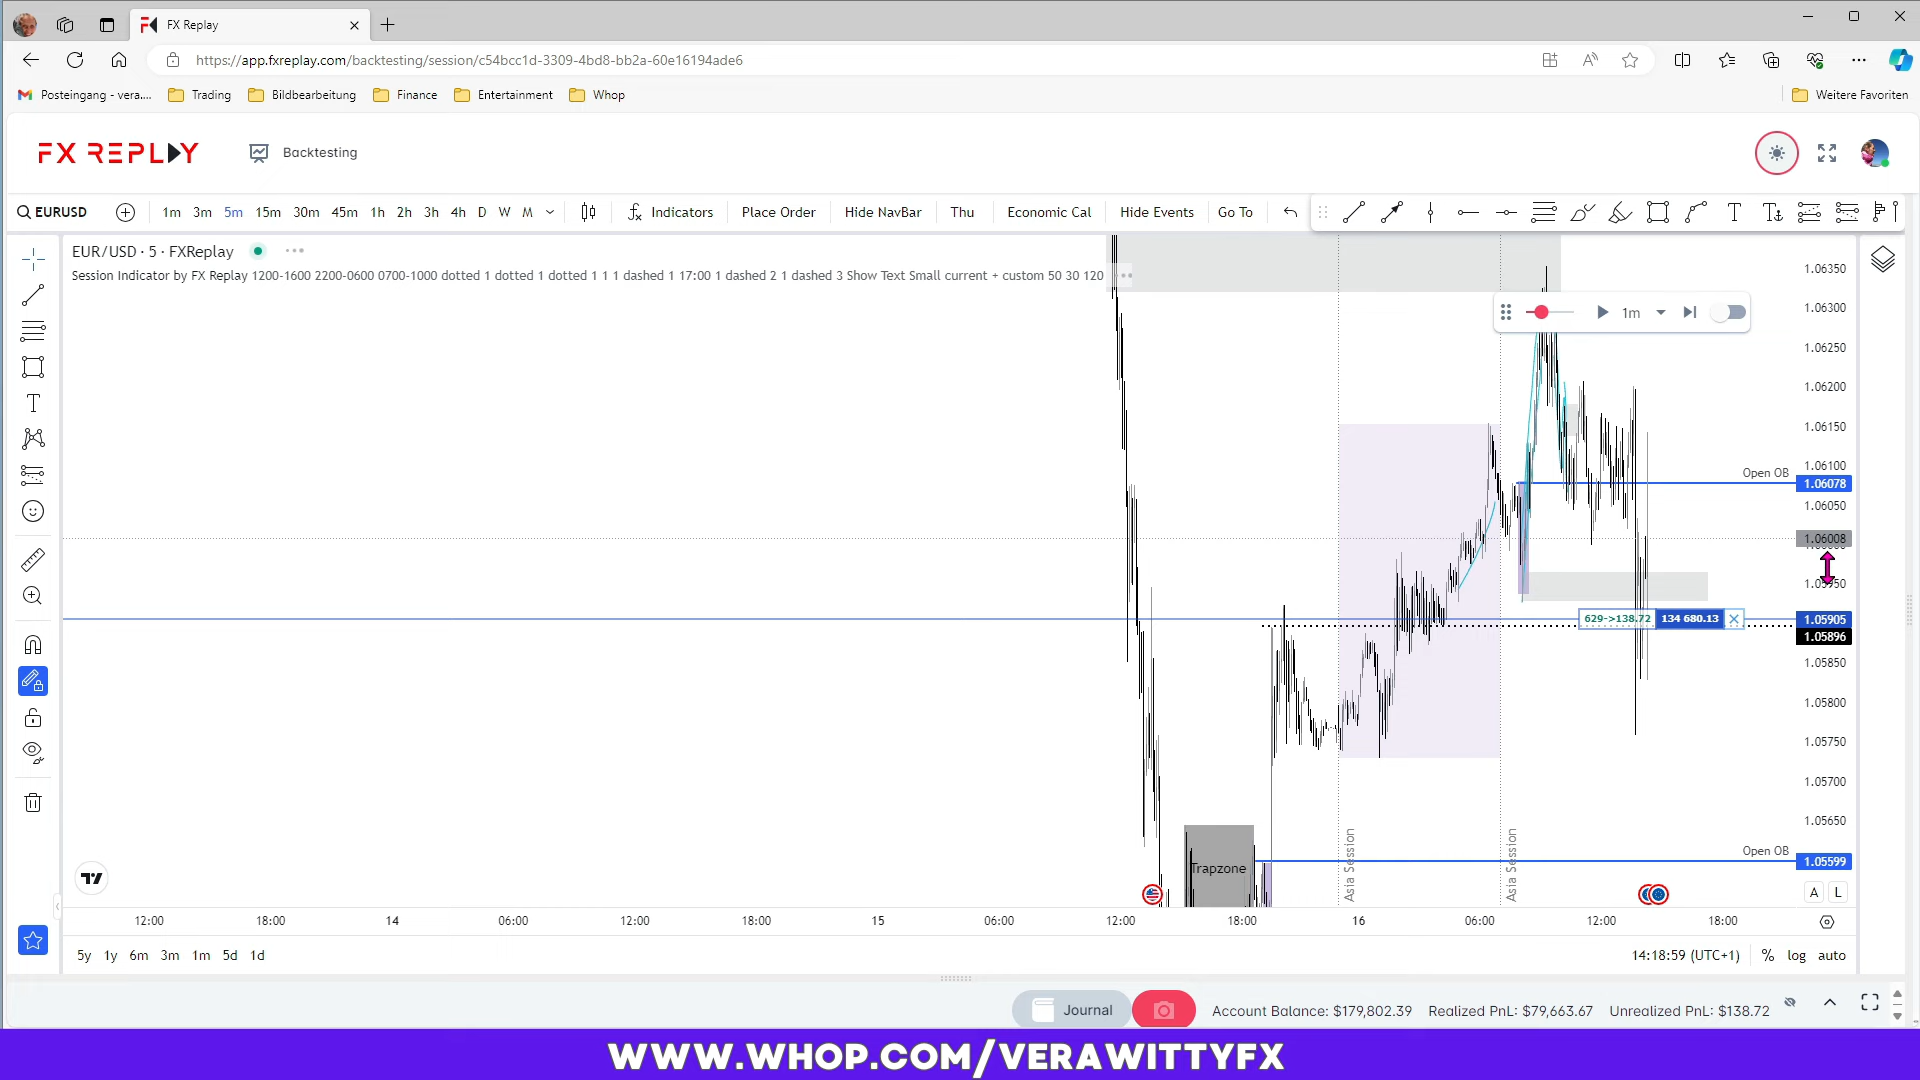 FX Replay
https://app.fxreplay.com/backtesting/session/c54bcc1d-3309-4bd8-bb2a-60e16194ade6
Posteingang - vera....
Trading
Bildbearbeitung
Finance
Entertainment
Whop
Weitere Favoriten
FX REPLAY
Backtesting
EURUSD
1m 3m 5m 15m 30m 45m 1h 2h 3h 4h D W M
Indicators
Place Order
Hide NavBar
Thu
Economic Cal
Hide Events
Go To
EUR/USD · 5 · FXReplay
Session Indicator by FX Replay 1200-1600 2200-0600 0700-1000 dotted 1 dotted 1 dotted 1 1 1 dashed 1 17:00 1 dashed 2 1 dashed 3 Show Text Small current + custom 50 30 120
1m
1.06350
1.06300
1.06250
1.06200
1.06150
1.06100
Open OB
1.06078
1.06050
1.06008
1.05950
629->138.72
134 680.13
1.05905
1.05896
1.05850
1.05800
1.05750
1.05700
1.05650
Open OB
1.05599
Trapzone
Asia Session
Asia Session
A
L
12:00 18:00 14 06:00 12:00 18:00 15 06:00 12:00 18:00 16 06:00 12:00 18:00
5y 1y 6m 3m 1m 5d 1d
14:18:59 (UTC+1)
% log auto
Journal
Account Balance: $179,802.39
Realized PnL: $79,663.67
Unrealized PnL: $138.72
WWW.WHOP.COM/VERAWITTYFX